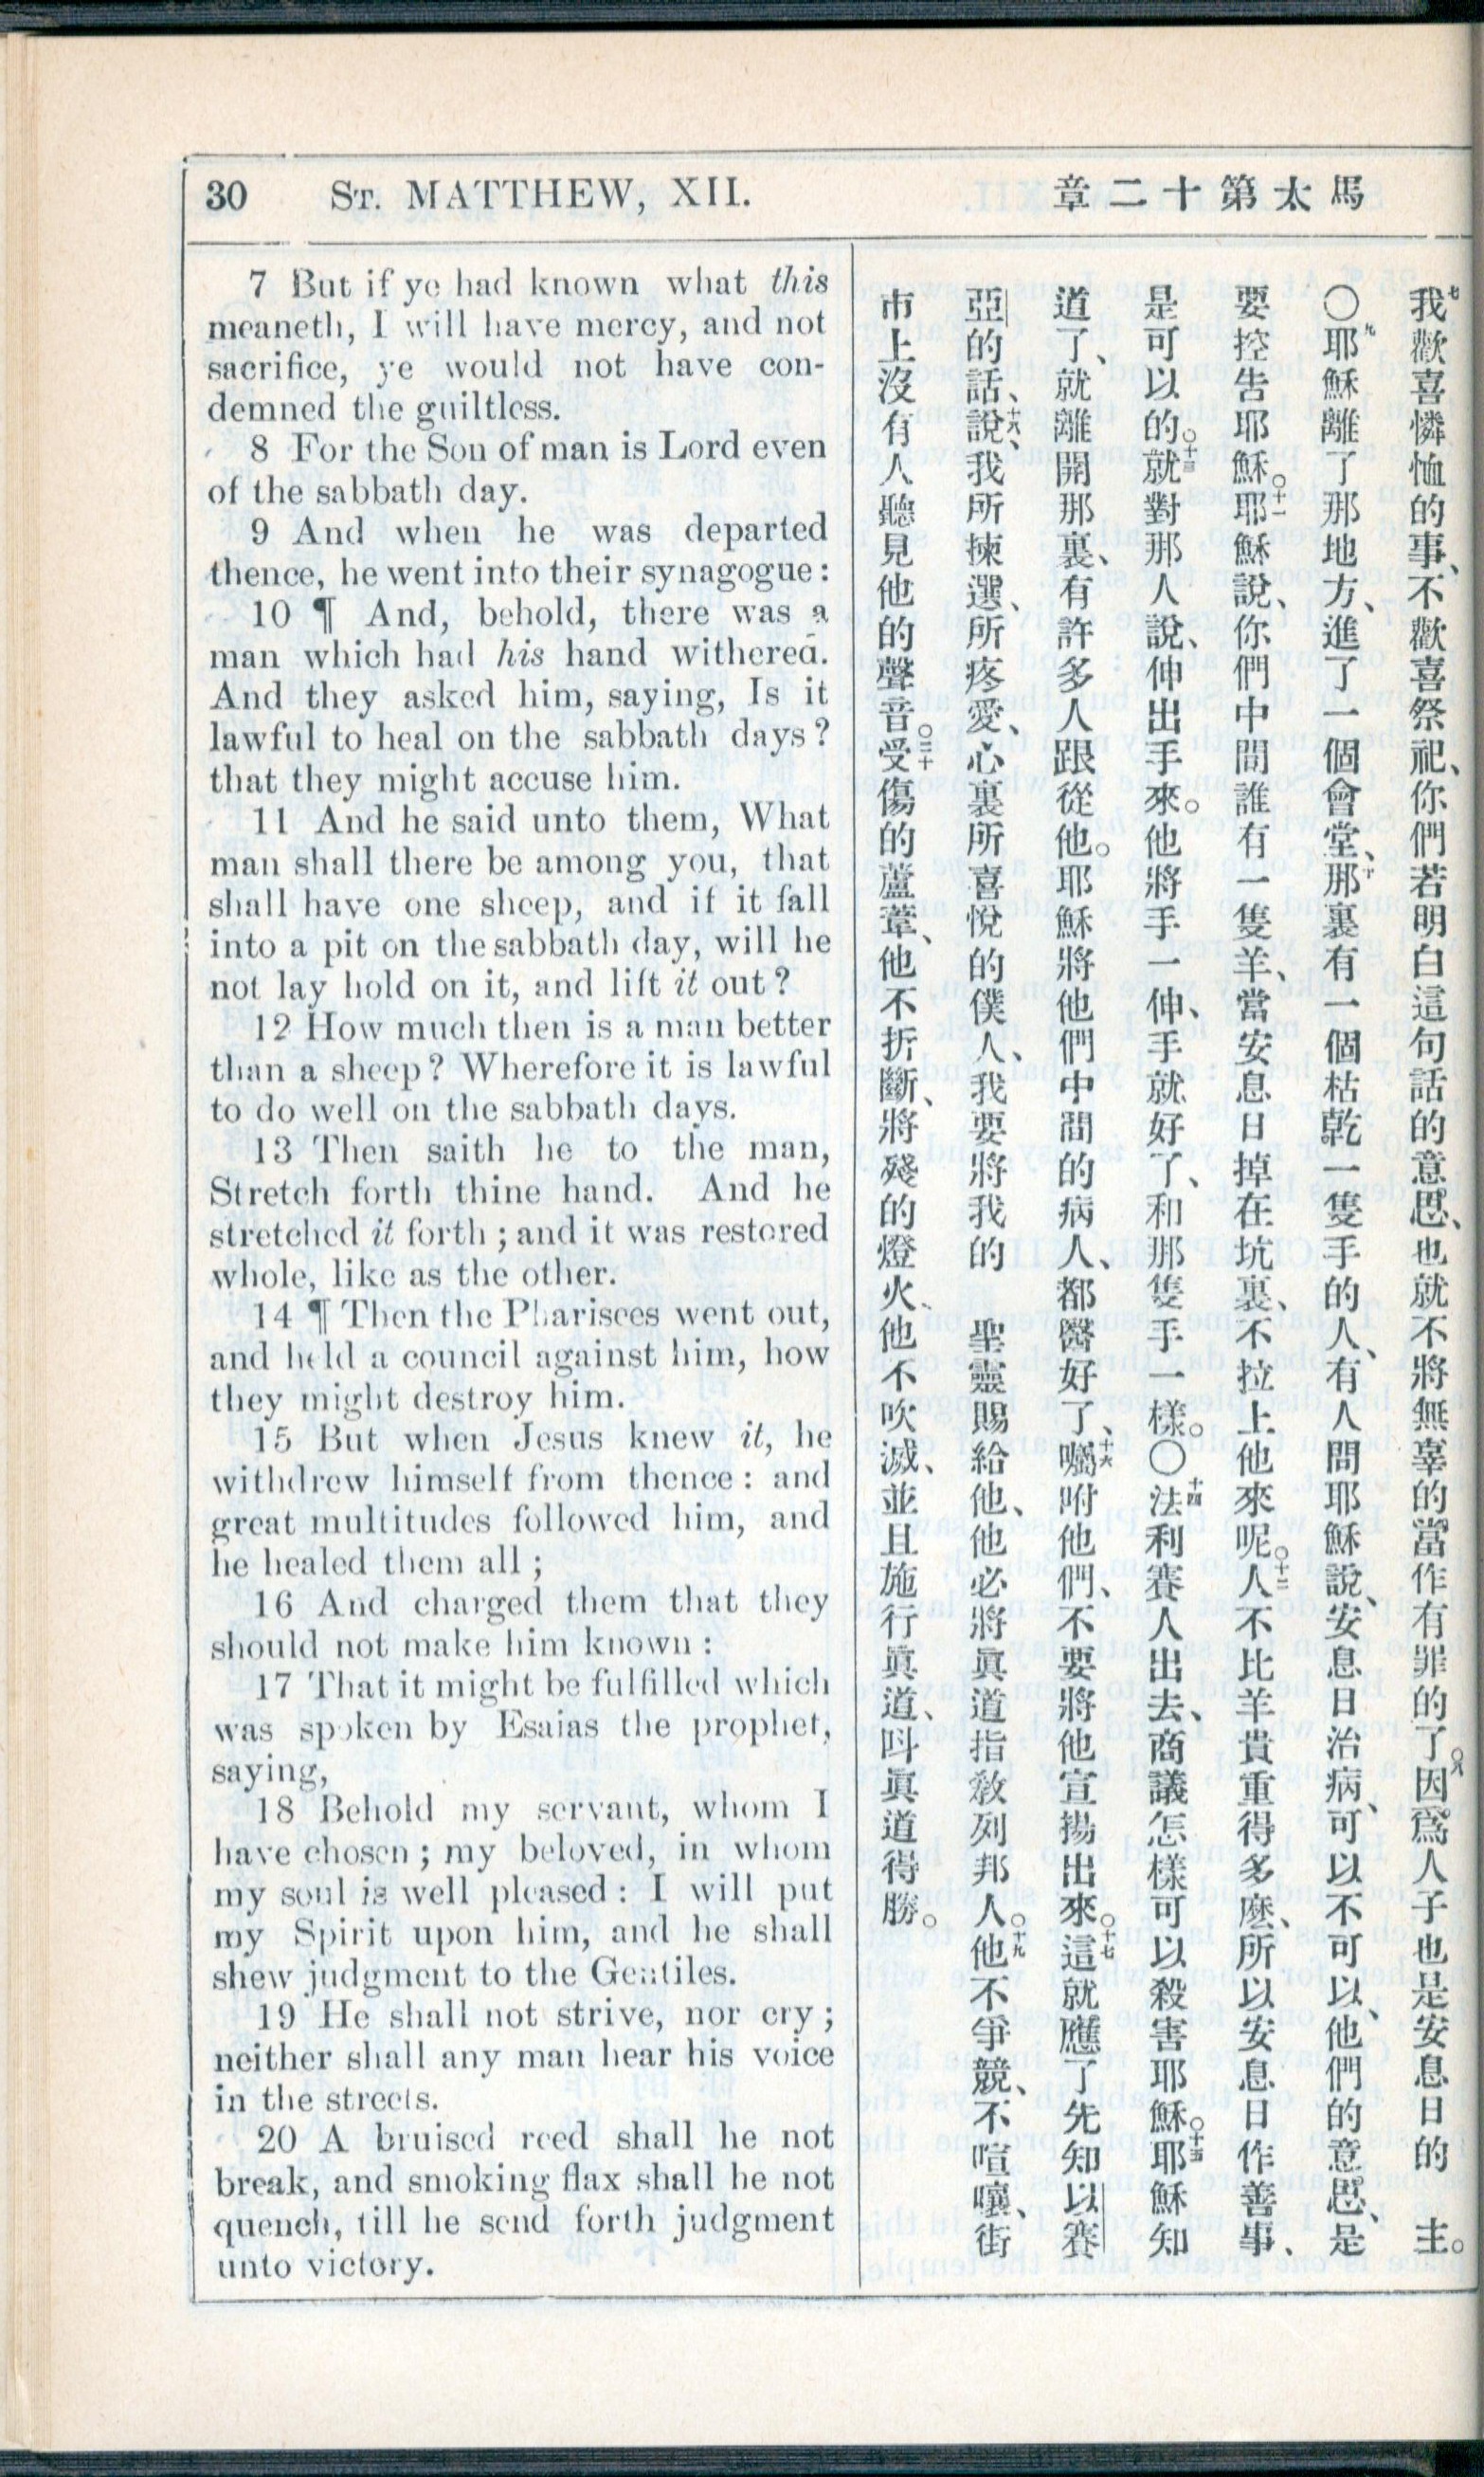 30 St. MATTHEW, XII.
馬太第十二章
7 But if ye had known what this
meaneth, I will have mercy, and not
sacrifice, ye would not have con-
demned the guiltless.
8 For the Son of man is Lord even
of the sabbath day.
9 And when he was departed
thence, he went into their synagogue:
10 ¶ And, behold, there was a
man which had his hand withered.
And they asked him, saying, Is it
lawful to heal on the sabbath days?
that they might accuse him.
11 And he said unto them, What
man shall there be among you, that
shall have one sheep, and if it fall
into a pit on the sabbath day, will he
not lay hold on it, and lift it out?
12 How much then is a man better
than a sheep? Wherefore it is lawful
to do well on the sabbath days.
13 Then saith he to the man,
Stretch forth thine hand. And he
stretched it forth; and it was restored
whole, like as the other.
14 ¶ Then the Pharisees went out,
and held a council against him, how
they might destroy him.
15 But when Jesus knew it, he
withdrew himself from thence: and
great multitudes followed him, and
he healed them all;
16 And charged them that they
should not make him known:
17 That it might be fulfilled which
was spoken by Esaias the prophet,
saying,
18 Behold my servant, whom I
have chosen; my beloved, in whom
my soul is well pleased: I will put
my Spirit upon him, and he shall
shew judgment to the Gentiles.
19 He shall not strive, nor cry;
neither shall any man hear his voice
in the streets.
20 A bruised reed shall he not
break, and smoking flax shall he not
quench, till he send forth judgment
unto victory.
七我歡喜憐恤的事、不歡喜祭祀、你們若明白這句話的意思、也就不將無辜的當作有罪的了。八因爲人子也是安息日的 主。
〇九耶穌離了那地方、進了一個會堂、十那裏有一個枯乾一隻手的人、有人問耶穌說、安息日治病、可以不可以、他們的意思、是
要控告耶穌。十一耶穌說、你們中間誰有一隻羊、當安息日掉在坑裏、不拉上他來呢。十二人不比羊貴重得多麽、所以安息日作善事、
是可以的。十三就對那人說、伸出手來。他將手一伸、手就好了、和那隻手一樣。〇十四法利賽人出去、商議怎樣可以殺害耶穌。十五耶穌知
道了、就離開那裏、有許多人跟從他。耶穌將他們中間的病人、都醫好了、十六囑咐他們、不要將他宣揚出來。十七這就應了先知以賽
亞的話、十八說、我所揀選、所疼愛、心裏所喜悅的僕人、我要將我的 聖靈賜給他、他必將眞道指敎列邦人。十九他不爭競、不喧嚷、街
市上沒有人聽見他的聲音。二十受傷的蘆葦、他不折斷、將殘的燈火、他不吹滅、並且施行眞道、叫眞道得勝。